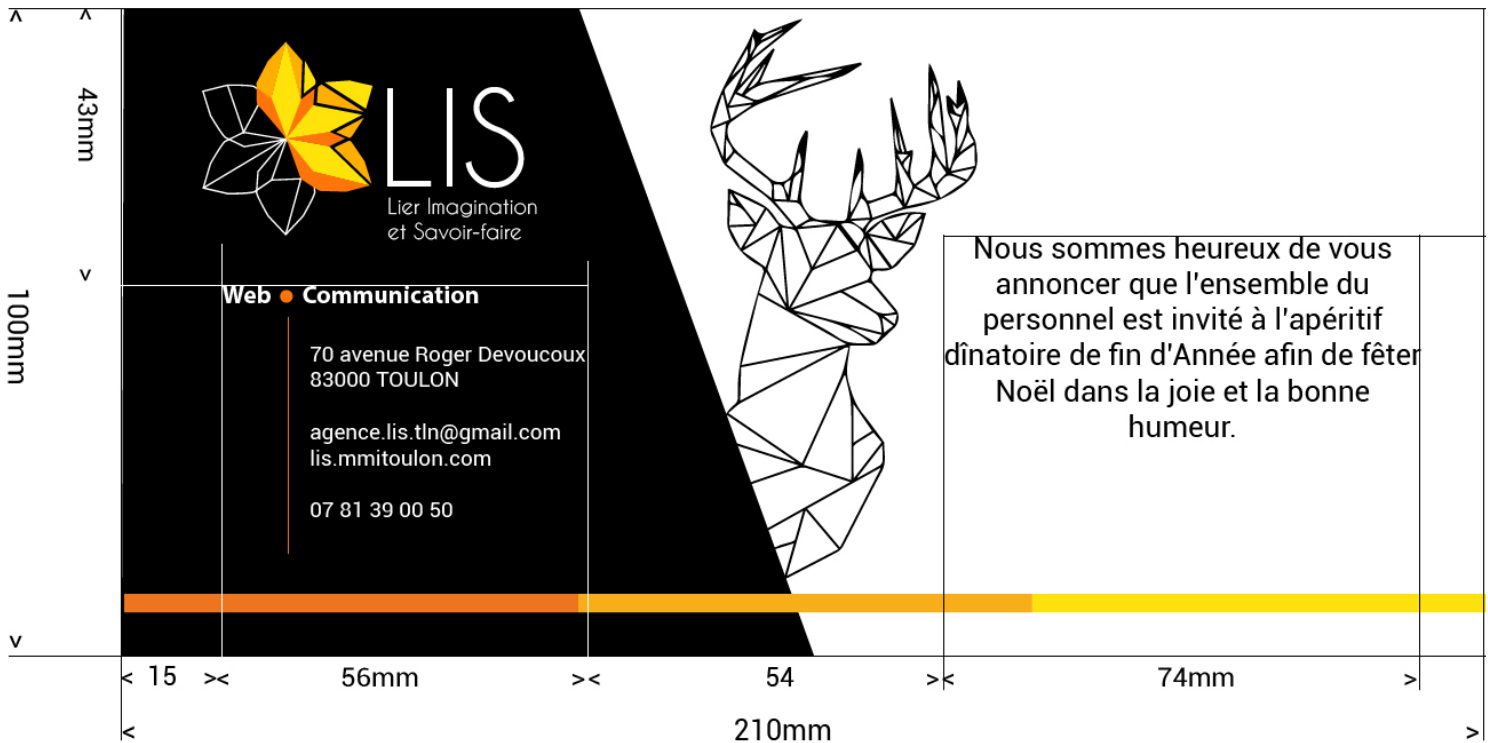 43mm
100mm
LIS
Lier Imagination
et Savoir-faire
Web • Communication
70 avenue Roger Devoucoux
83000 TOULON
agence.lis.tln@gmail.com
lis.mmitoulon.com
07 81 39 00 50
Nous sommes heureux de vous
annoncer que l'ensemble du
personnel est invité à l'apéritif
dînatoire de fin d'Année afin de fêter
Noël dans la joie et la bonne
humeur.
< 15 >< 56mm >< 54 >< 74mm >
< 210mm >